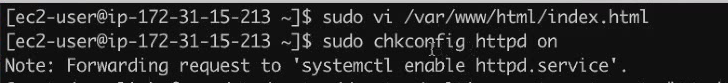 [ec2-user@ip-172-31-15-213 ~]$ sudo vi /var/www/html/index.html
[ec2-user@ip-172-31-15-213 ~]$ sudo chkconfig httpd on
Note: Forwarding request to 'systemctl enable httpd.service'.